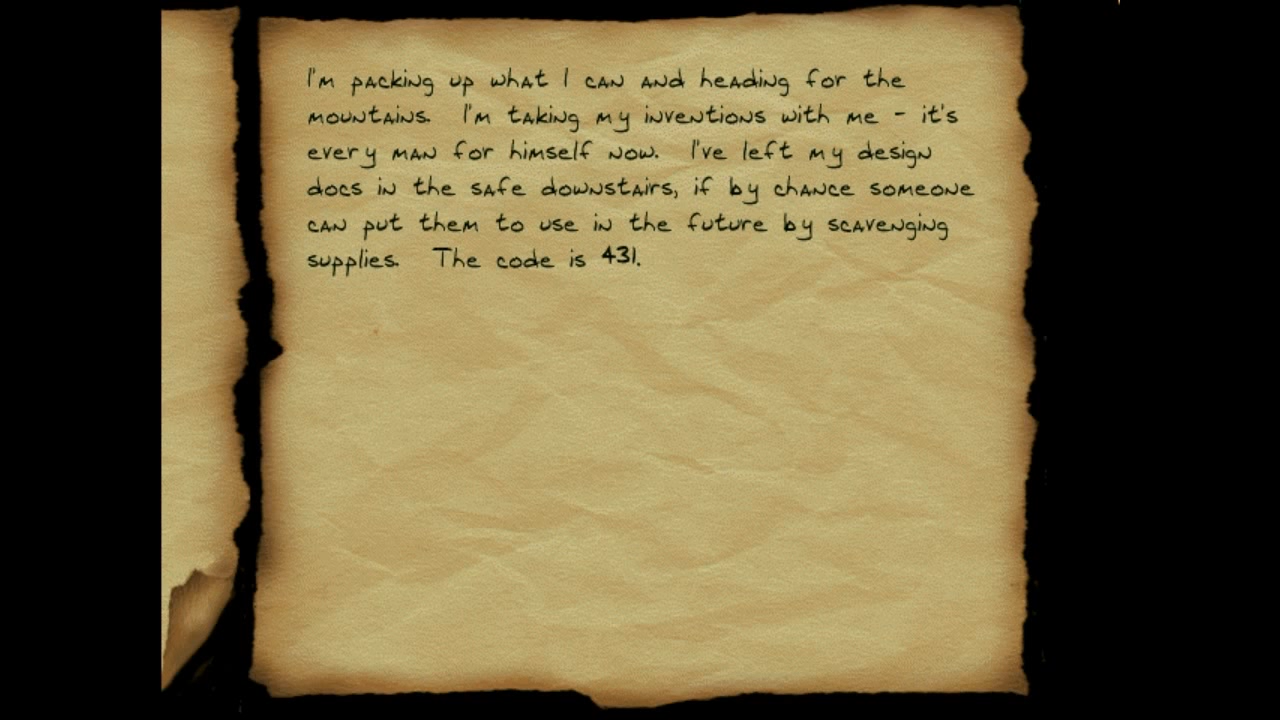 I'm packing up what I can and heading for the
mountains.  I'm taking my inventions with me - it's
every man for himself now.  I've left my design
docs in the safe downstairs, if by chance someone
can put them to use in the future by scavenging
supplies.  The code is 431.